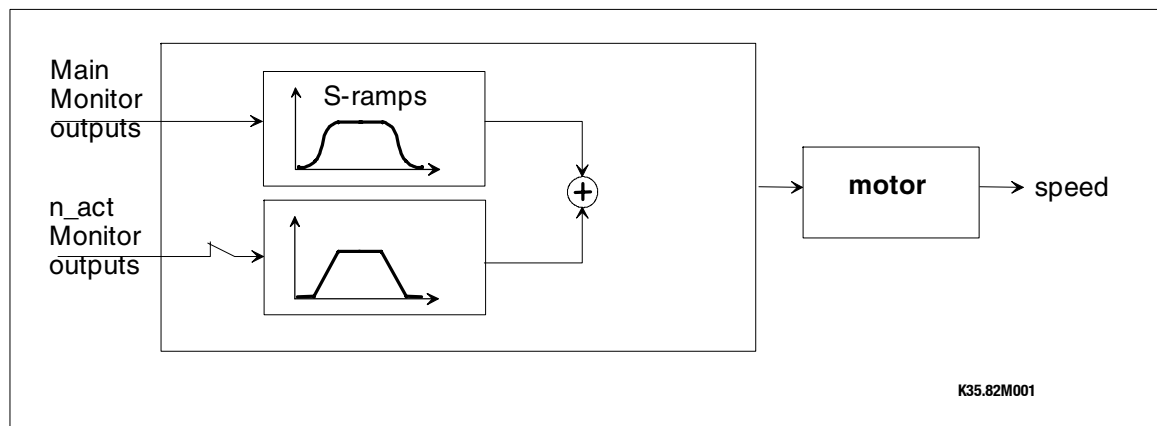 Main
Monitor
outputs
S-ramps
n_act
Monitor
outputs
+
motor
speed
K35.82M001